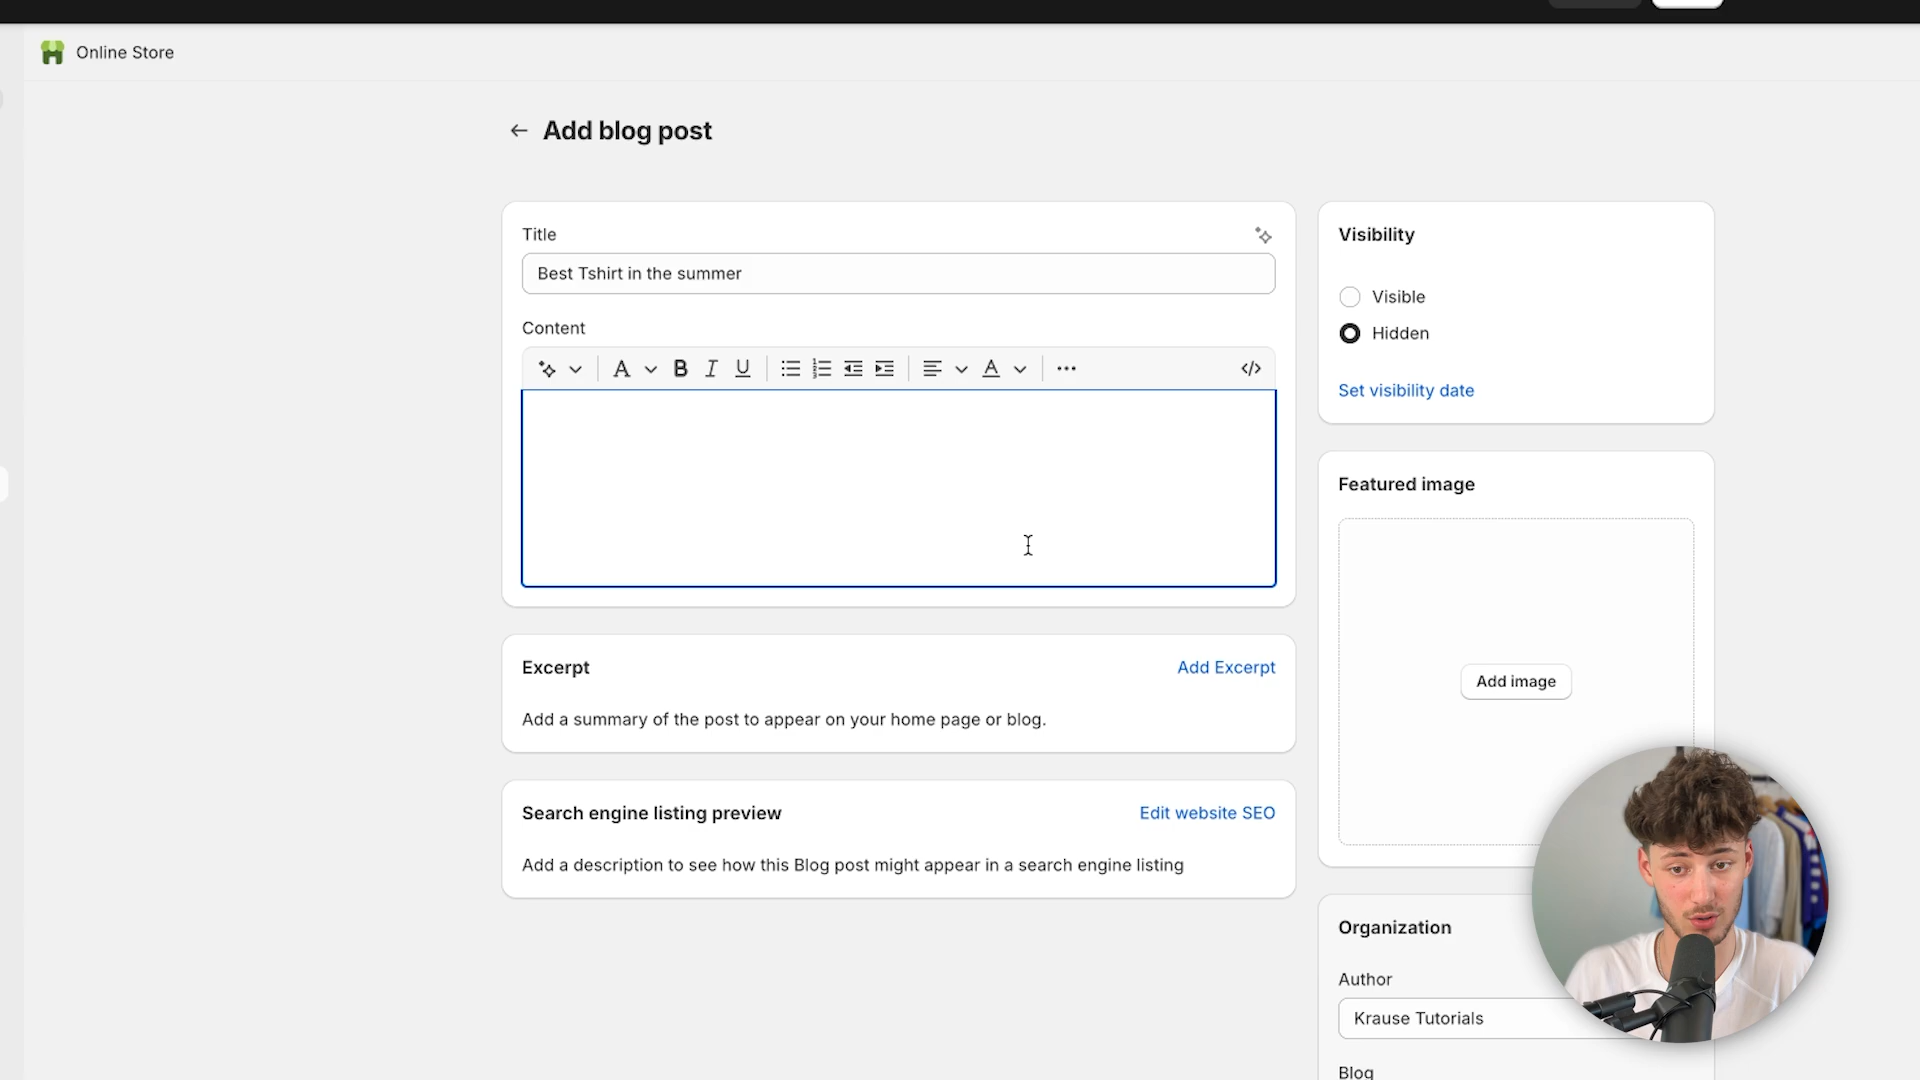 Online Store
Add blog post
Title
Best Tshirt in the summer
Content
A B I U A
Excerpt
Add Excerpt
Add a summary of the post to appear on your home page or blog.
Search engine listing preview
Edit website SEO
Add a description to see how this Blog post might appear in a search engine listing
Visibility
Visible
Hidden
Set visibility date
Featured image
Add image
Organization
Author
Krause Tutorials
Blog